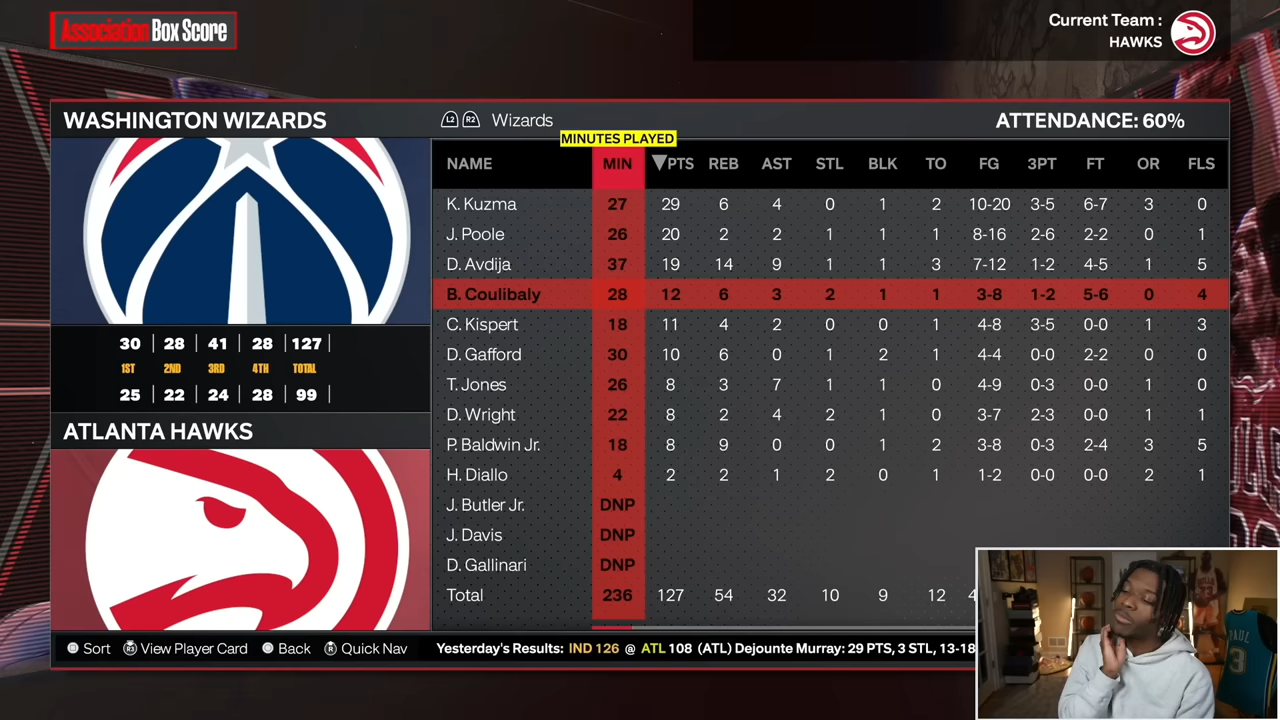 Association Box Score
Current Team :
HAWKS
WASHINGTON WIZARDS
L2 R2 Wizards
ATTENDANCE: 60%
MINUTES PLAYED
NAME MIN PTS REB AST STL BLK TO FG 3PT FT OR FLS
K. Kuzma 27 29 6 4 0 1 2 10-20 3-5 6-7 3 0
J. Poole 26 20 2 2 1 1 1 8-16 2-6 2-2 0 1
D. Avdija 37 19 14 9 1 1 3 7-12 1-2 4-5 1 5
B. Coulibaly 28 12 6 3 2 1 1 3-8 1-2 5-6 0 4
C. Kispert 18 11 4 2 0 0 1 4-8 3-5 0-0 1 3
D. Gafford 30 10 6 0 1 2 1 4-4 0-0 2-2 0 0
T. Jones 26 8 3 7 1 1 0 4-9 0-3 0-0 1 0
D. Wright 22 8 2 4 2 1 0 3-7 2-3 0-0 1 1
P. Baldwin Jr. 18 8 9 0 0 1 2 3-8 0-3 2-4 3 5
H. Diallo 4 2 2 1 2 0 1 1-2 0-0 0-0 2 1
J. Butler Jr. DNP
J. Davis DNP
D. Gallinari DNP
Total 236 127 54 32 10 9 12 4
30 28 41 28 127
1ST 2ND 3RD 4TH TOTAL
25 22 24 28 99
ATLANTA HAWKS
Sort R3 View Player Card Back R Quick Nav
Yesterday's Results: IND 126 @ ATL 108 (ATL) Dejounte Murray: 29 PTS, 3 STL, 13-18
PAUL
3